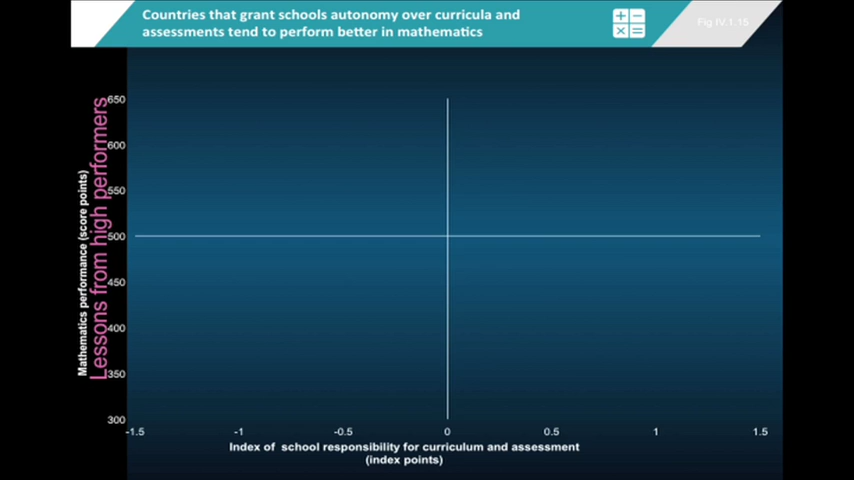 Countries that grant schools autonomy over curricula and
assessments tend to perform better in mathematics
Fig IV.1.15
Mathematics performance (score points)
Lessons from high performers
650
600
550
500
450
400
350
300
-1.5
-1
-0.5
0
0.5
1
1.5
Index of school responsibility for curriculum and assessment
(index points)